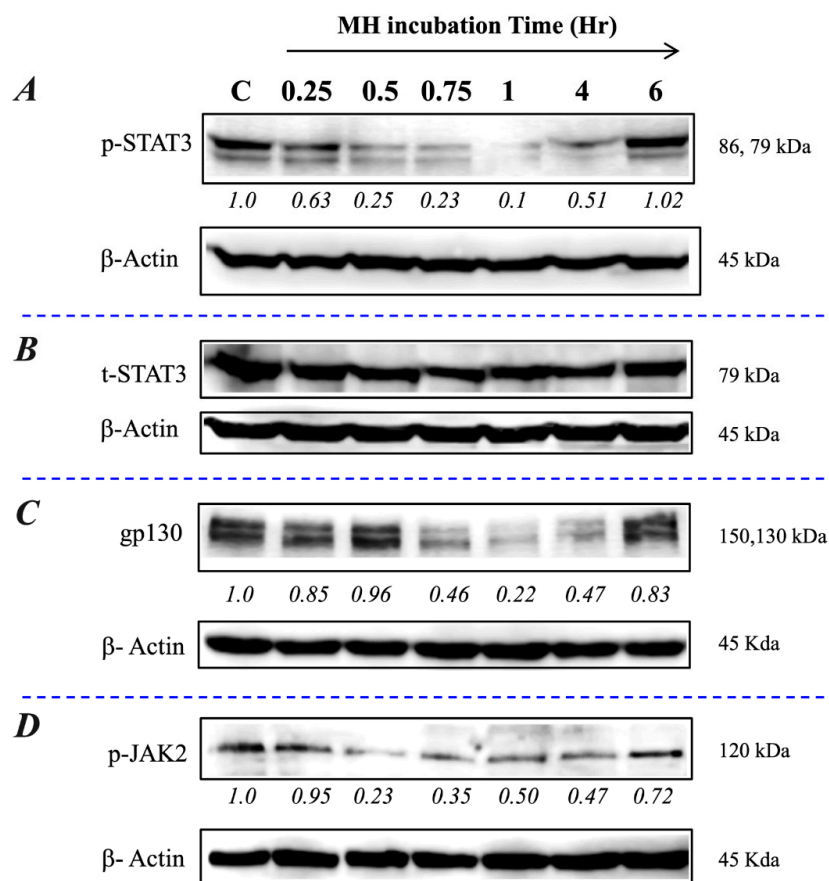 MH incubation Time (Hr)
A
C 0.25 0.5 0.75 1 4 6
p-STAT3 86, 79 kDa
1.0 0.63 0.25 0.23 0.1 0.51 1.02
β-Actin 45 kDa
B
t-STAT3 79 kDa
β-Actin 45 kDa
C
gp130 150,130 kDa
1.0 0.85 0.96 0.46 0.22 0.47 0.83
β- Actin 45 Kda
D
p-JAK2 120 kDa
1.0 0.95 0.23 0.35 0.50 0.47 0.72
β- Actin 45 Kda